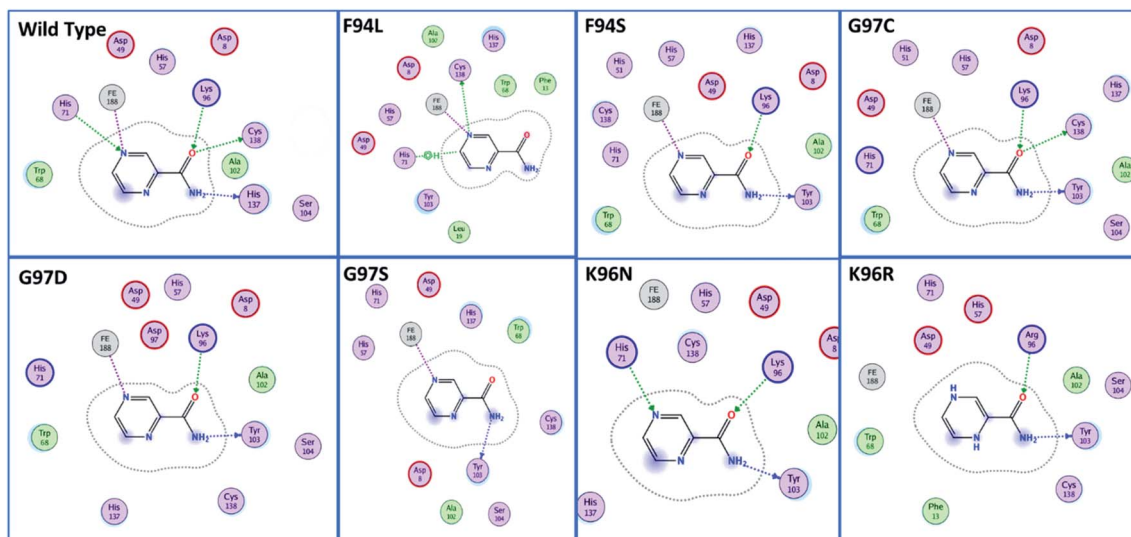 Wild Type
Asp
49
Asp
8
His
57
FE
188
Lys
96
His
71
Cys
138
N
O
Trp
68
Ala
102
N
NH₂
His
137
Ser
104
F94L
Ala
102
His
137
Asp
8
Cys
138
Trp
68
Phe
13
FE
188
His
57
Asp
49
N
O
His
71
H
N
NH₂
Tyr
103
Leu
19
F94S
His
51
His
57
His
137
Asp
49
Asp
8
FE
188
Lys
96
Cys
138
Ala
102
His
71
N
O
Trp
68
N
NH₂
Tyr
103
G97C
His
51
His
57
Asp
8
Asp
49
FE
188
Lys
96
His
137
Cys
138
His
71
N
O
Ala
102
Trp
68
N
NH₂
Tyr
103
Ser
104
G97D
Asp
49
His
57
Asp
8
Asp
97
FE
188
Lys
96
His
71
Ala
102
N
O
Trp
68
N
NH₂
Tyr
103
Ser
104
His
137
Cys
138
G97S
His
71
Asp
49
His
137
Trp
68
His
57
FE
188
N
O
N
NH₂
Cys
138
Asp
8
Tyr
103
Ala
102
Ser
104
K96N
FE
188
His
57
Asp
49
His
71
Cys
138
Asp
8
Lys
96
N
O
Ala
102
N
NH₂
Tyr
103
His
137
K96R
His
71
His
57
Asp
49
Arg
96
FE
188
Ala
102
Ser
104
H
N
O
Trp
68
N
H
NH₂
Tyr
103
Cys
138
Phe
13